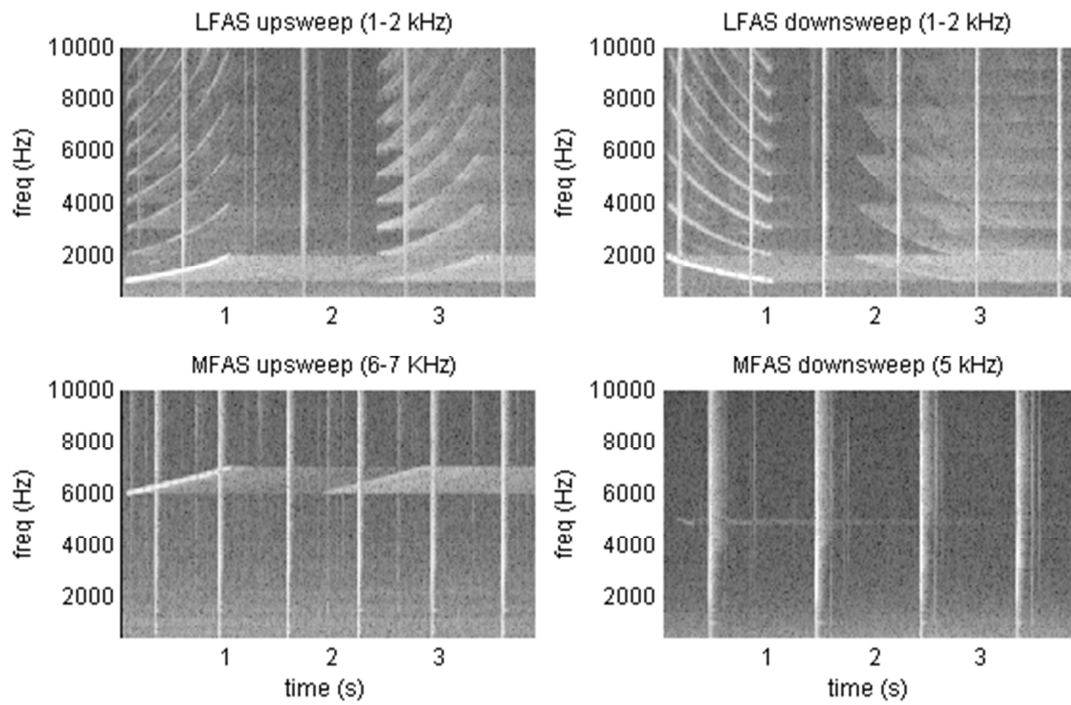 LFAS upsweep (1-2 kHz)
10000
8000
6000
4000
2000
freq (Hz)
1 2 3
LFAS downsweep (1-2 kHz)
10000
8000
6000
4000
2000
freq (Hz)
1 2 3
MFAS upsweep (6-7 KHz)
10000
8000
6000
4000
2000
freq (Hz)
1 2 3
time (s)
MFAS downsweep (5 kHz)
10000
8000
6000
4000
2000
freq (Hz)
1 2 3
time (s)